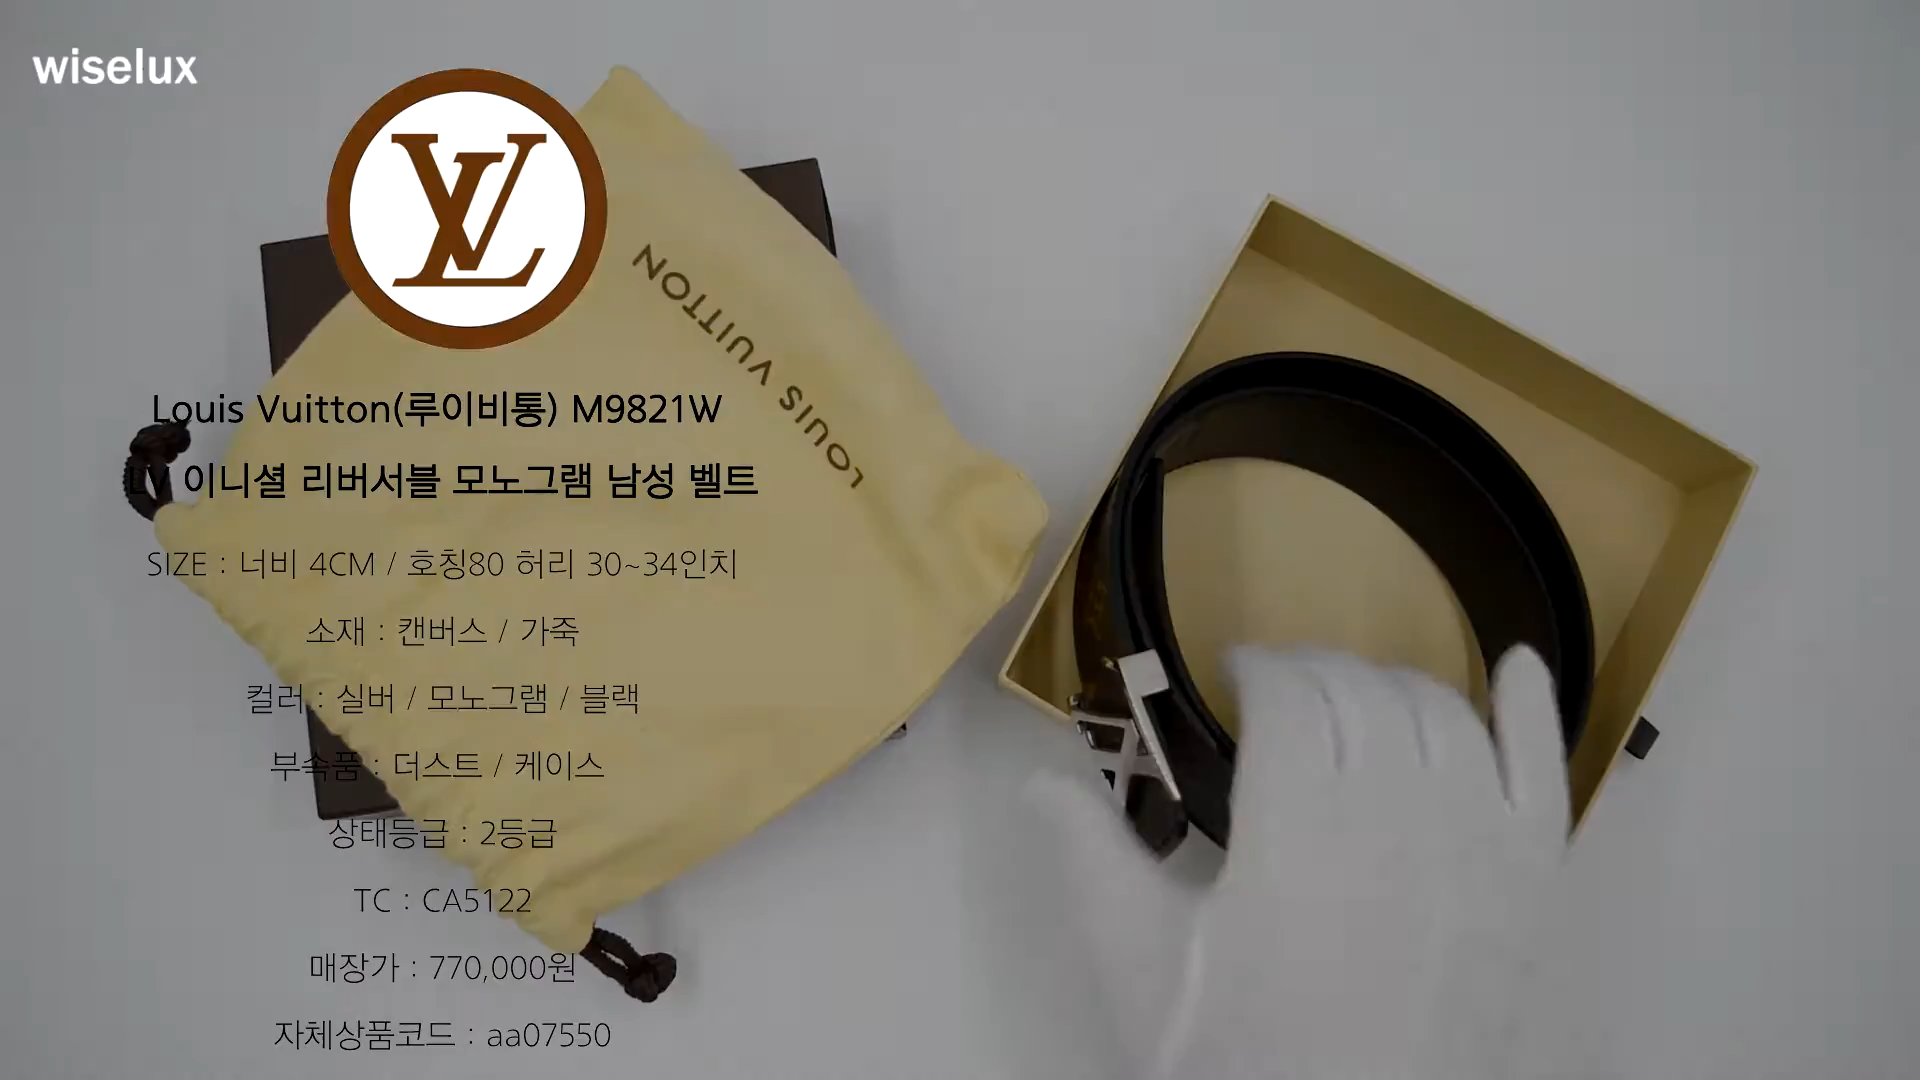 wiselux
LV
LOUIS VUITTON
Louis Vuitton(루이비통) M9821W
LV 이니셜 리버서블 모노그램 남성 벨트
SIZE : 너비 4CM / 호칭80 허리 30~34인치
소재 : 캔버스 / 가죽
컬러 : 실버 / 모노그램 / 블랙
부속품 : 더스트 / 케이스
상태등급 : 2등급
TC : CA5122
매장가 : 770,000원
자체상품코드 : aa07550